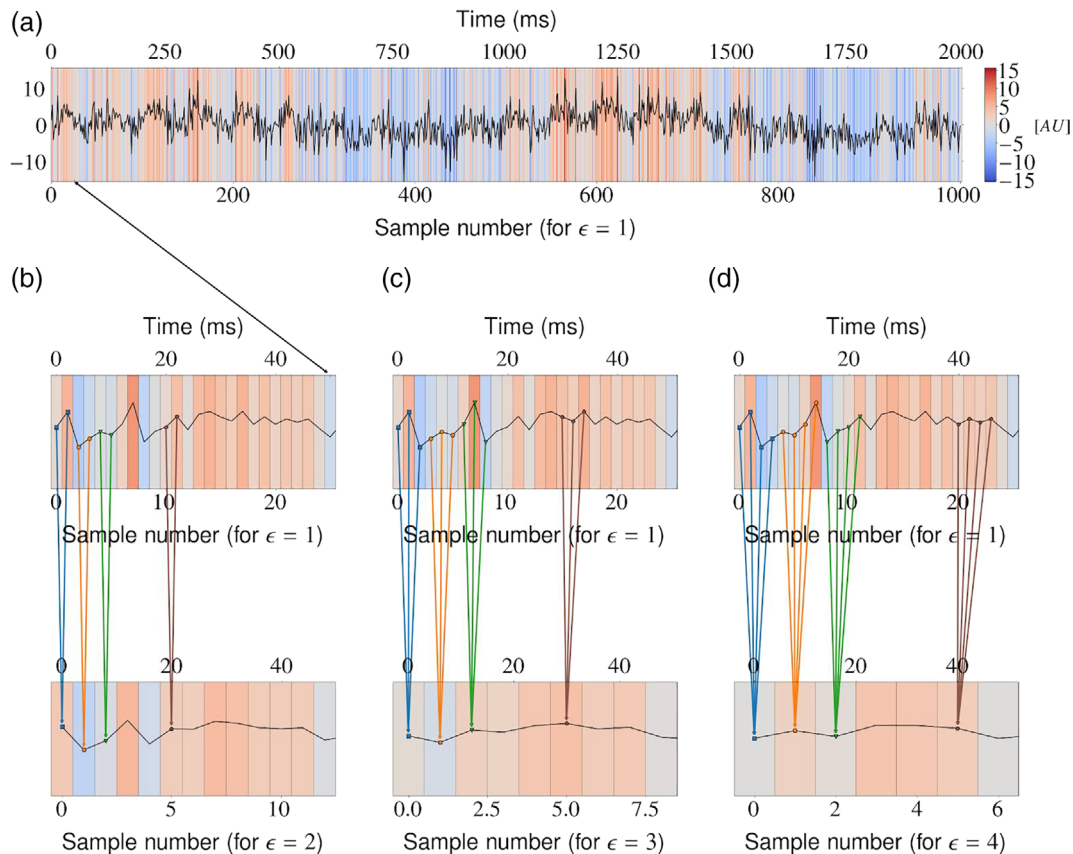 (a)
Time (ms)
0 250 500 750 1000 1250 1500 1750 2000
10
0
−10
15
10
5
0
−5
−10
−15
[AU]
0 200 400 600 800 1000
Sample number (for ϵ = 1)
(b) (c) (d)
Time (ms) Time (ms) Time (ms)
0 20 40 0 20 40 0 20 40
0 10 20 0 10 20 0 10 20
Sample number (for ϵ = 1) Sample number (for ϵ = 1) Sample number (for ϵ = 1)
0 20 40 0 20 40 0 20 40
0 5 10 0.0 2.5 5.0 7.5 0 2 4 6
Sample number (for ϵ = 2) Sample number (for ϵ = 3) Sample number (for ϵ = 4)